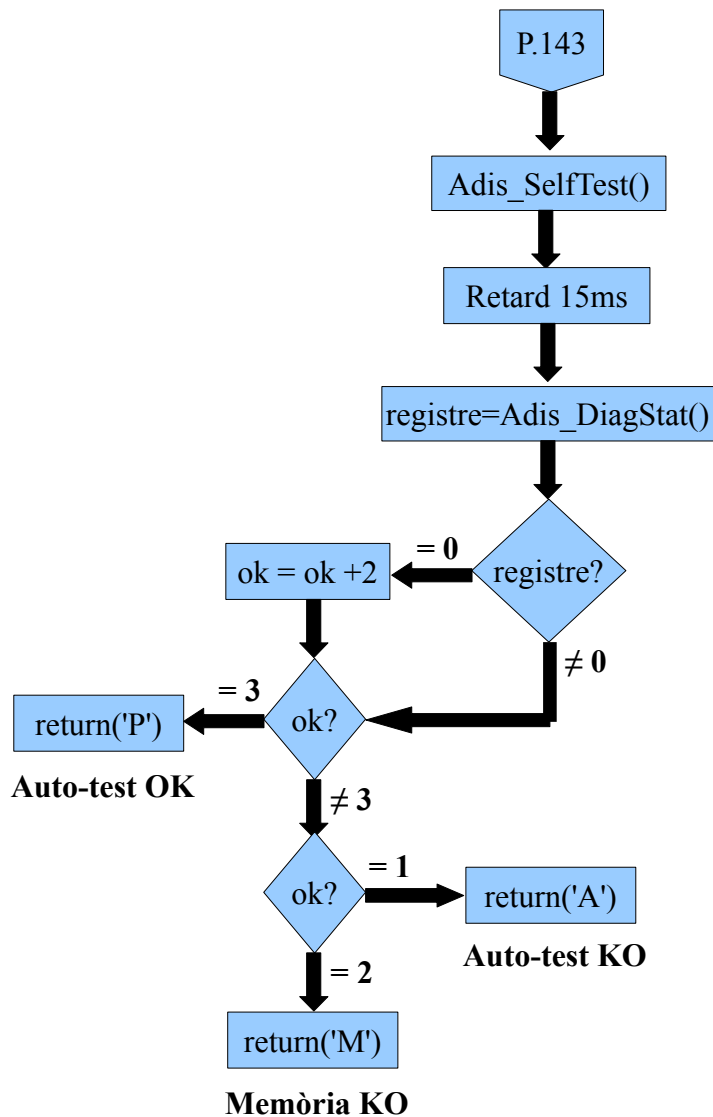 P.143
Adis_SelfTest()
Retard 15ms
registre=Adis_DiagStat()
registre?
= 0
ok = ok +2
≠ 0
ok?
= 3
return('P')
Auto-test OK
≠ 3
ok?
= 1
return('A')
Auto-test KO
= 2
return('M')
Memòria KO